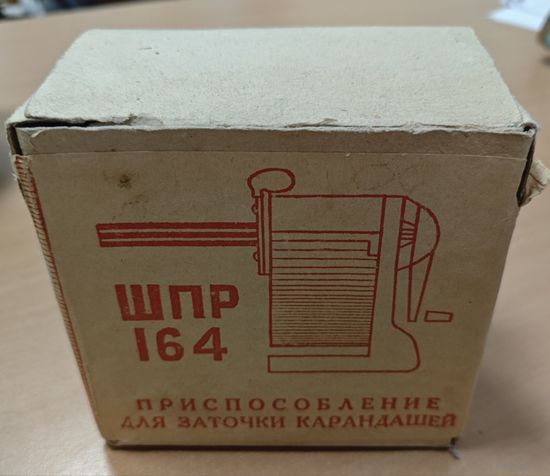 ШПР
164
ПРИСПОСОБЛЕНИЕ
ДЛЯ ЗАТОЧКИ КАРАНДАШЕЙ